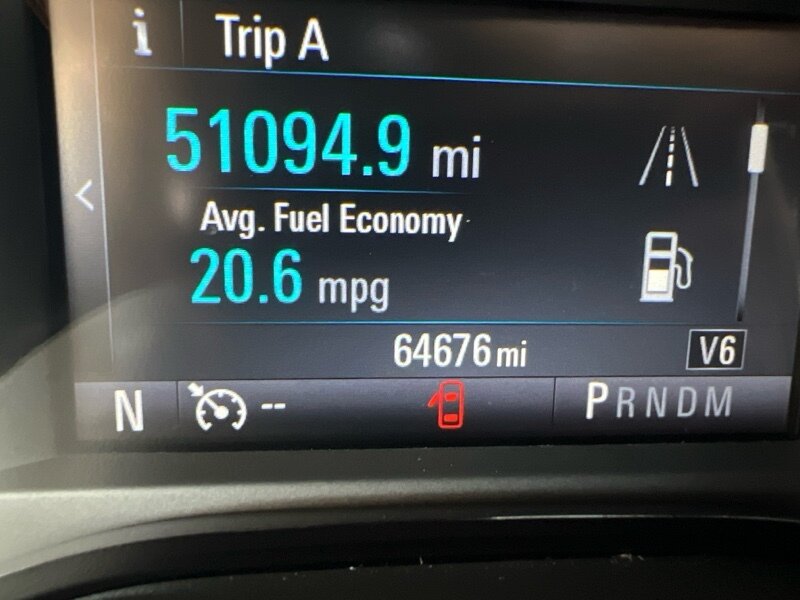 i Trip A
51094.9 mi
<
Avg. Fuel Economy
20.6 mpg
64676 mi V6
N -- PRNDM